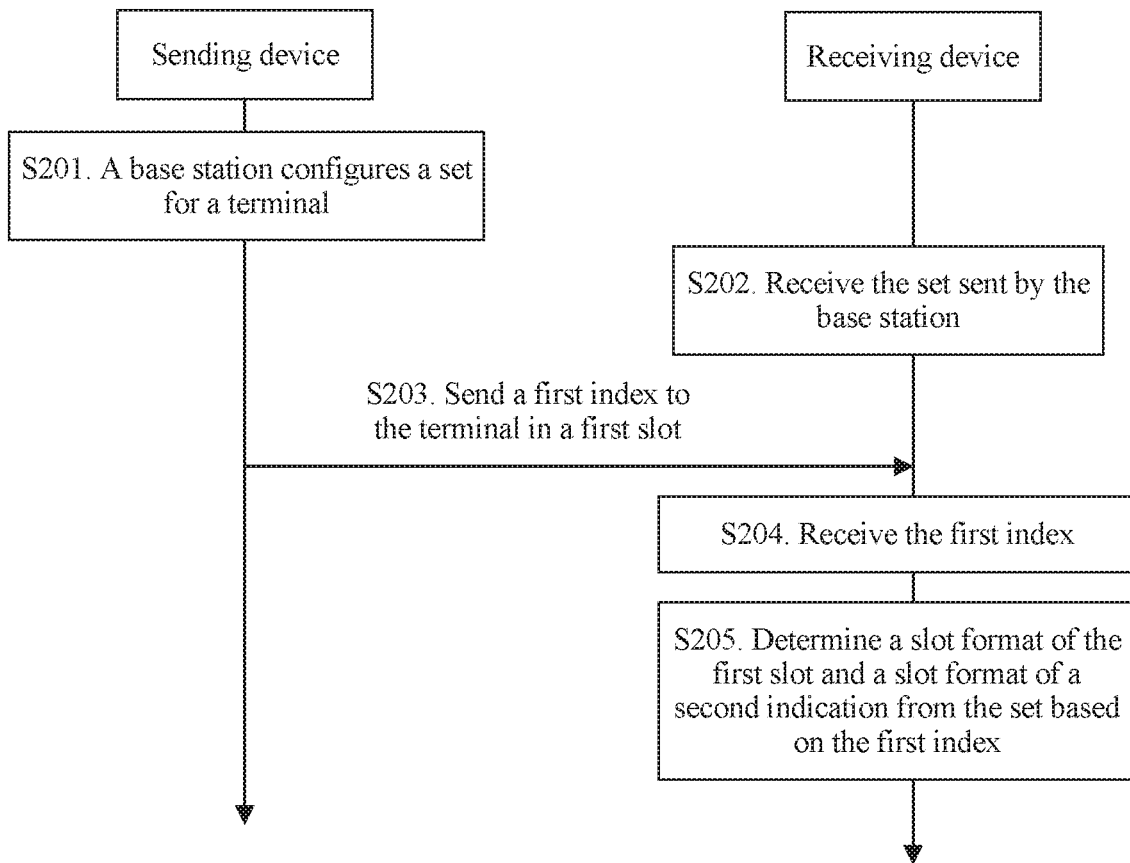 Sending device
Receiving device
S201. A base station configures a set
for a terminal
S202. Receive the set sent by the
base station
S203. Send a first index to
the terminal in a first slot
S204. Receive the first index
S205. Determine a slot format of the
first slot and a slot format of a
second indication from the set based
on the first index